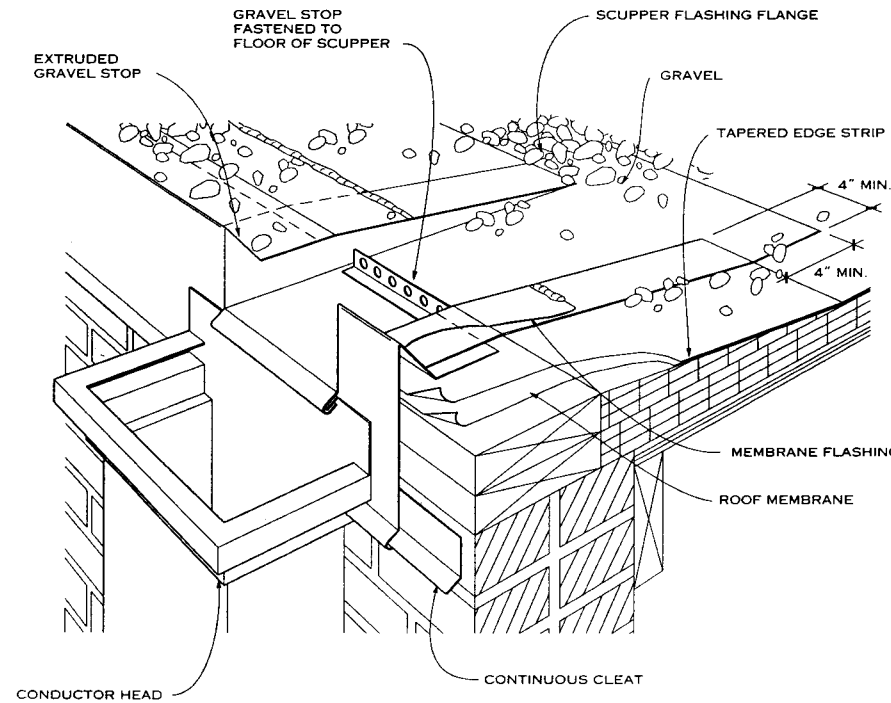 GRAVEL STOP
FASTENED TO
FLOOR OF SCUPPER
SCUPPER FLASHING FLANGE
EXTRUDED
GRAVEL STOP
GRAVEL
TAPERED EDGE STRIP
4" MIN.
4" MIN.
MEMBRANE FLASHING
ROOF MEMBRANE
CONTINUOUS CLEAT
CONDUCTOR HEAD